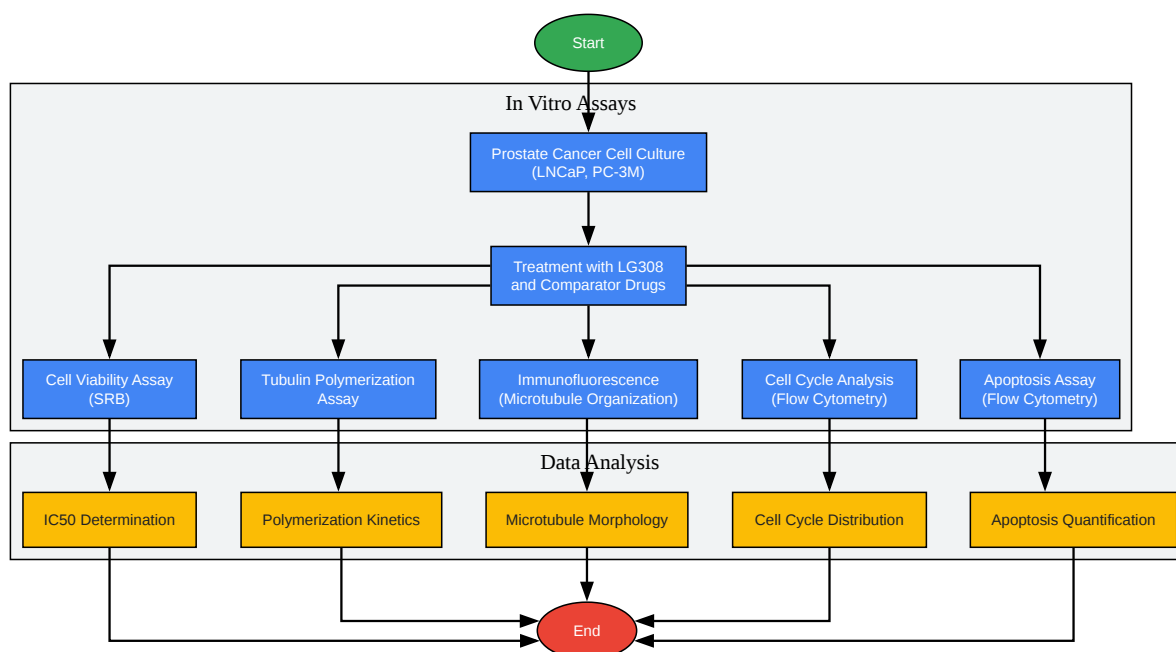 Start
In Vitro Assays
Prostate Cancer Cell Culture
(LNCaP, PC-3M)
Treatment with LG308
and Comparator Drugs
Cell Viability Assay
(SRB)
Tubulin Polymerization
Assay
Immunofluorescence
(Microtubule Organization)
Cell Cycle Analysis
(Flow Cytometry)
Apoptosis Assay
(Flow Cytometry)
Data Analysis
IC50 Determination
Polymerization Kinetics
Microtubule Morphology
Cell Cycle Distribution
Apoptosis Quantification
End